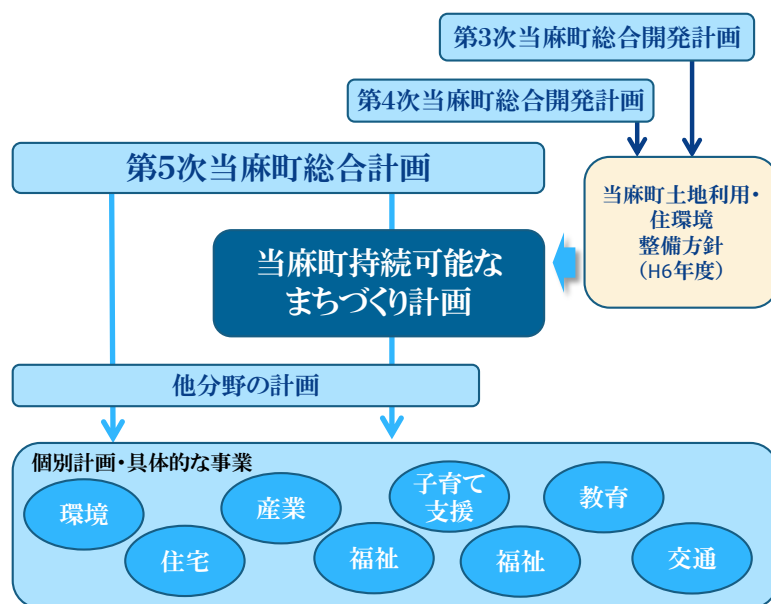 第3次当麻町総合開発計画
第4次当麻町総合開発計画
第5次当麻町総合計画
当麻町土地利用・
住環境
整備方針
（H6年度）
当麻町持続可能な
まちづくり計画
他分野の計画
個別計画・具体的な事業
環境
産業
子育て
支援
教育
住宅
福祉
福祉
交通